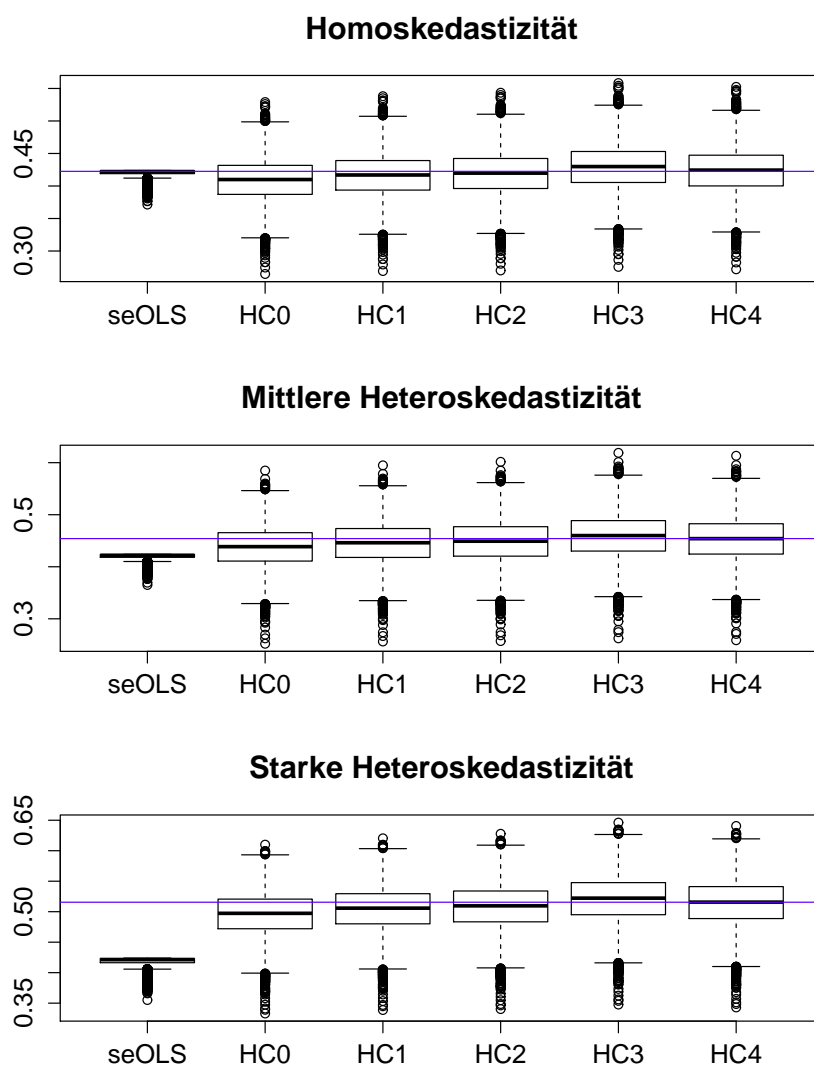 Homoskedastizität
0.45
0.30
seOLS HC0 HC1 HC2 HC3 HC4
Mittlere Heteroskedastizität
0.5
0.3
seOLS HC0 HC1 HC2 HC3 HC4
Starke Heteroskedastizität
0.65
0.50
0.35
seOLS HC0 HC1 HC2 HC3 HC4